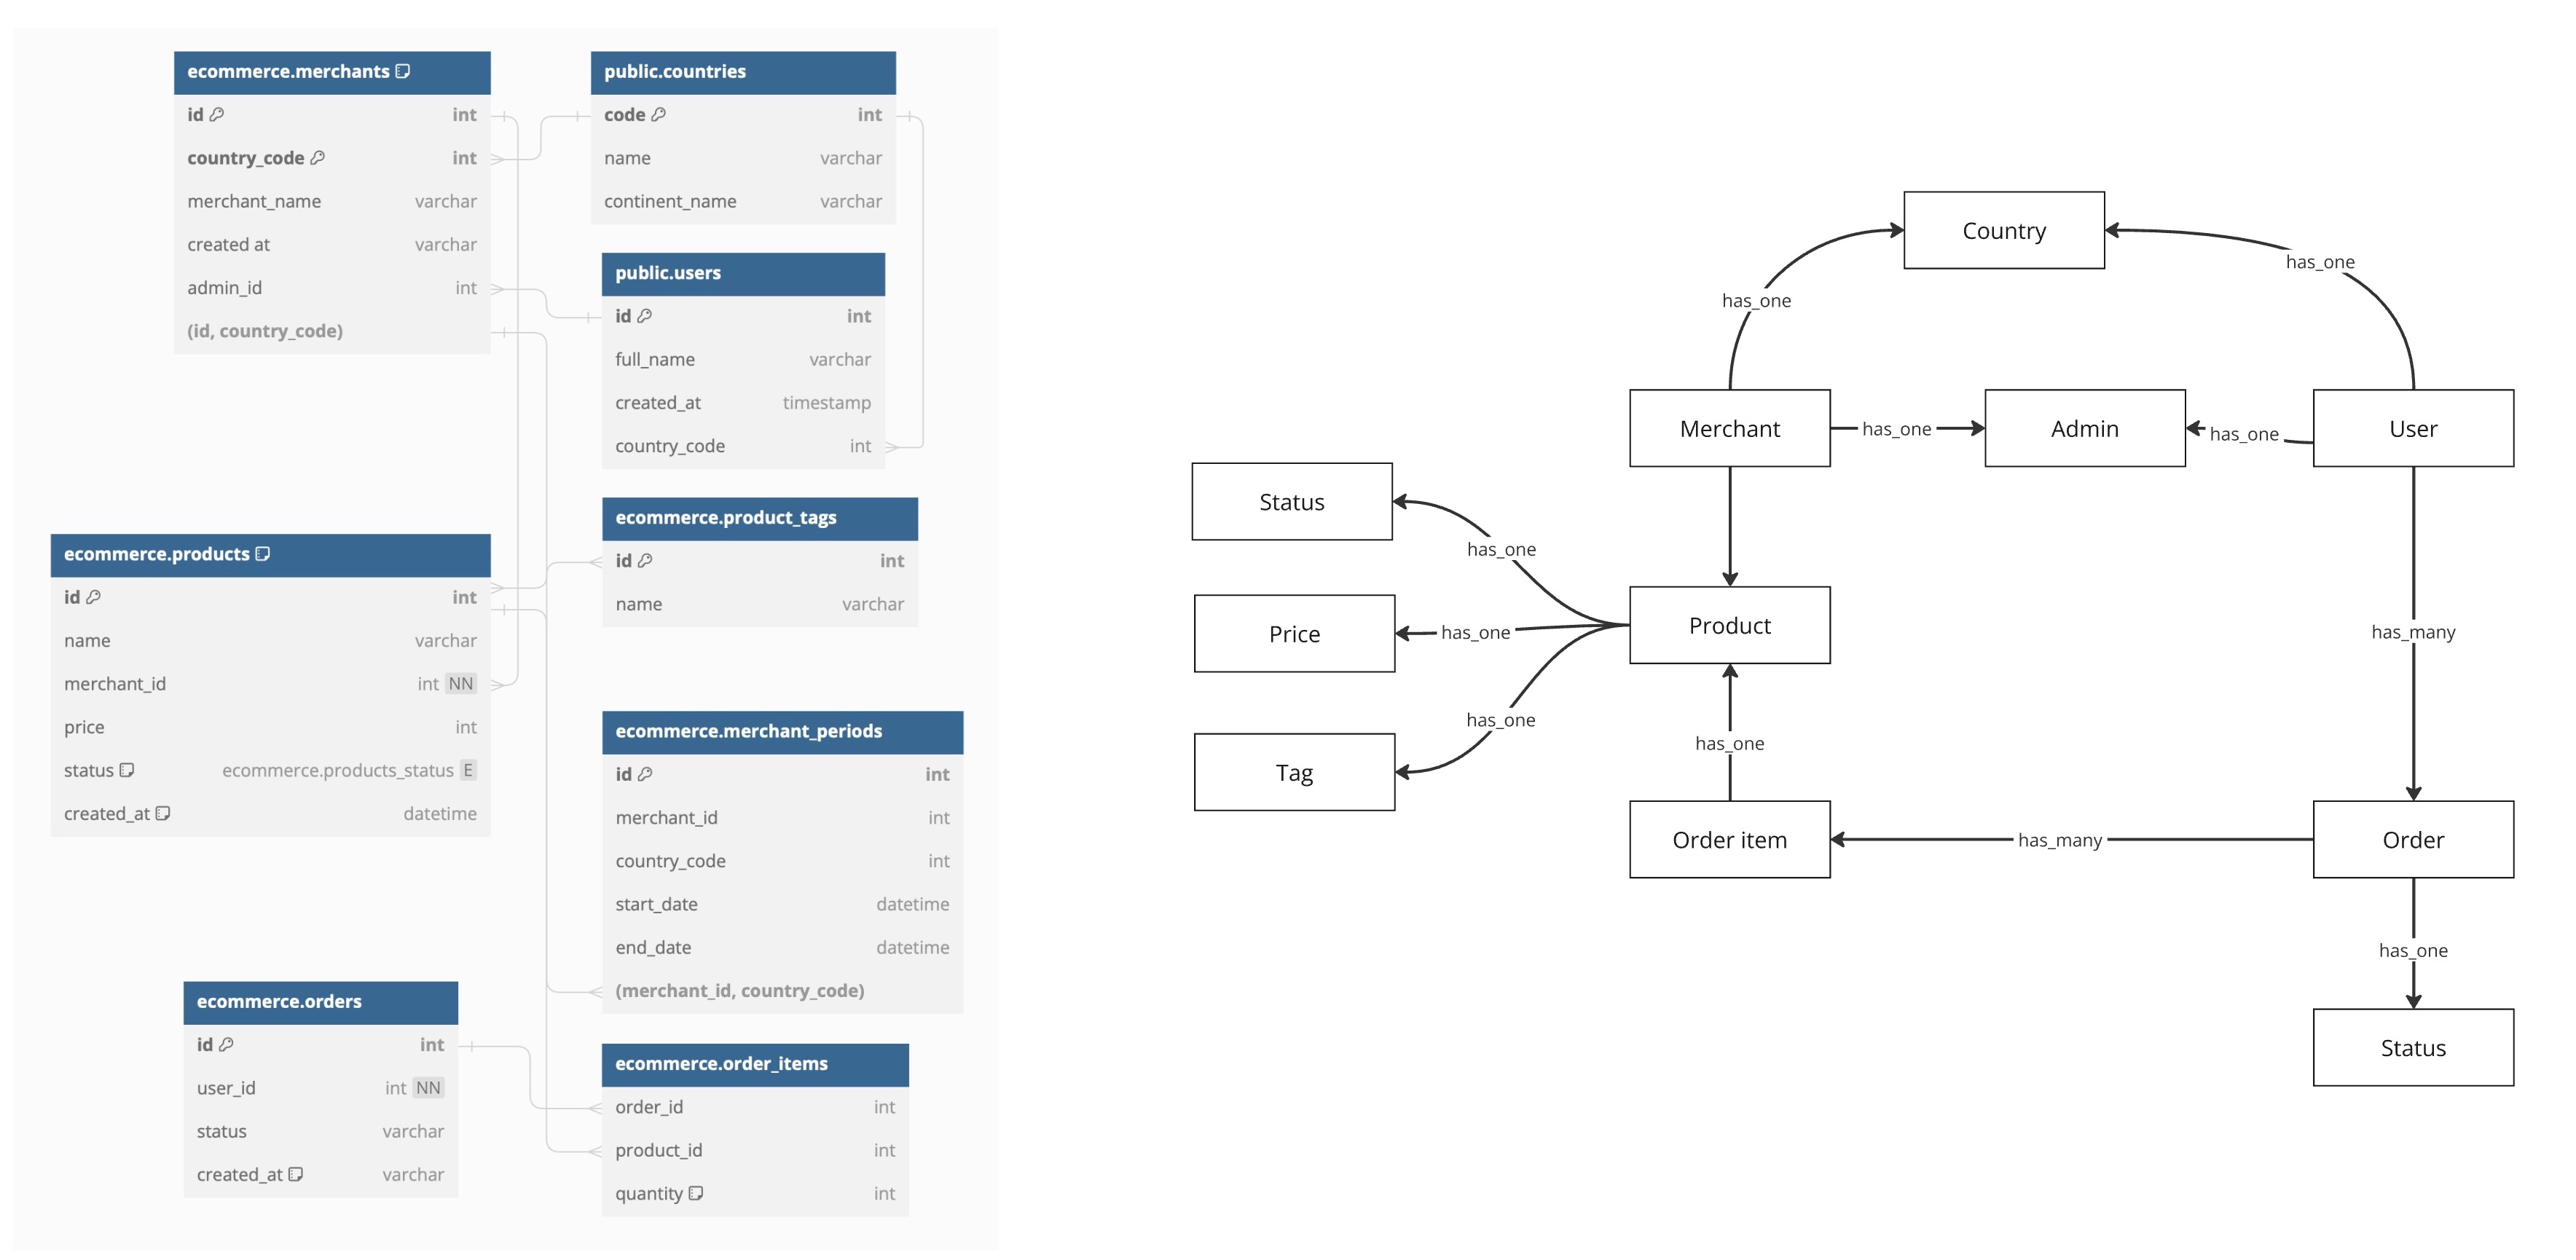 ecommerce.merchants
id int
country_code int
merchant_name varchar
created at varchar
admin_id int
(id, country_code)
public.countries
code int
name varchar
continent_name varchar
public.users
id int
full_name varchar
created_at timestamp
country_code int
ecommerce.product_tags
id int
name varchar
ecommerce.products
id int
name varchar
merchant_id int NN
price int
status ecommerce.products_status E
created_at datetime
ecommerce.merchant_periods
id int
merchant_id int
country_code int
start_date datetime
end_date datetime
(merchant_id, country_code)
ecommerce.orders
id int
user_id int NN
status varchar
created_at varchar
ecommerce.order_items
order_id int
product_id int
quantity int
Country
has_one
has_one
Merchant
has_one
Admin
has_one
User
Status
has_one
Price
has_one
Product
has_many
Tag
has_one
has_one
Order item
has_many
Order
has_one
Status